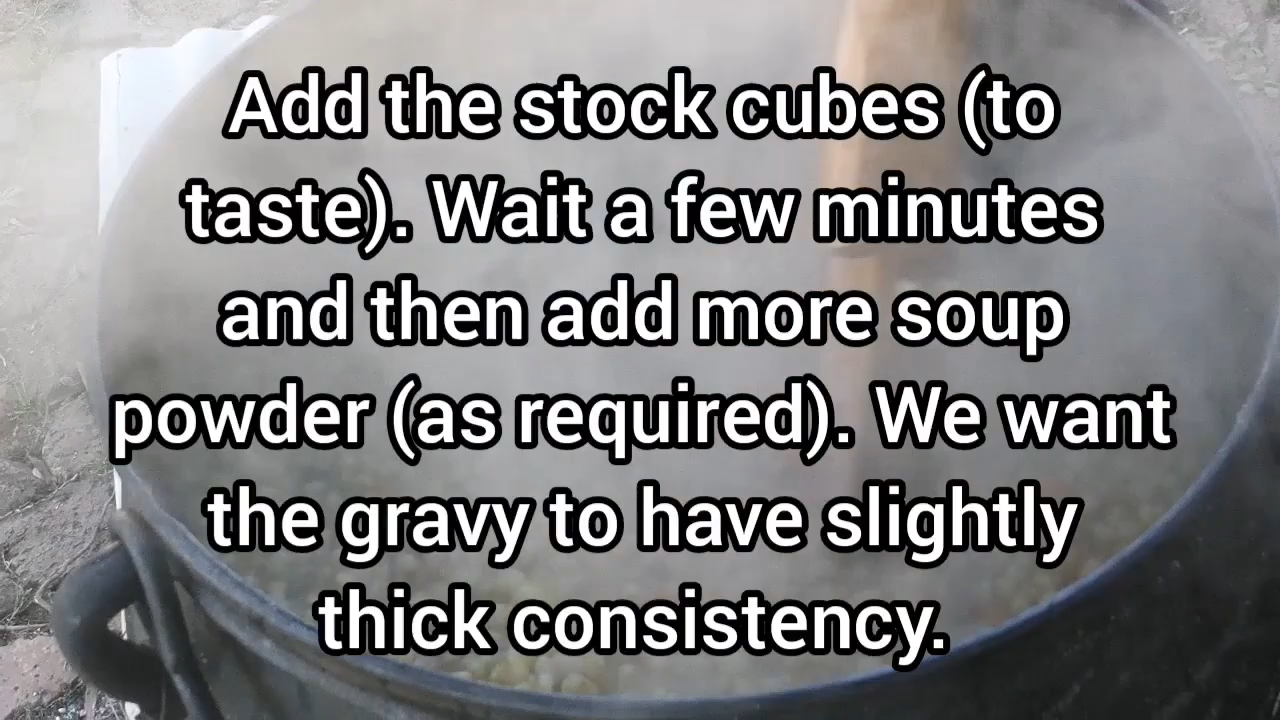 Add the stock cubes (to
taste). Wait a few minutes
and then add more soup
powder (as required). We want
the gravy to have slightly
thick consistency.